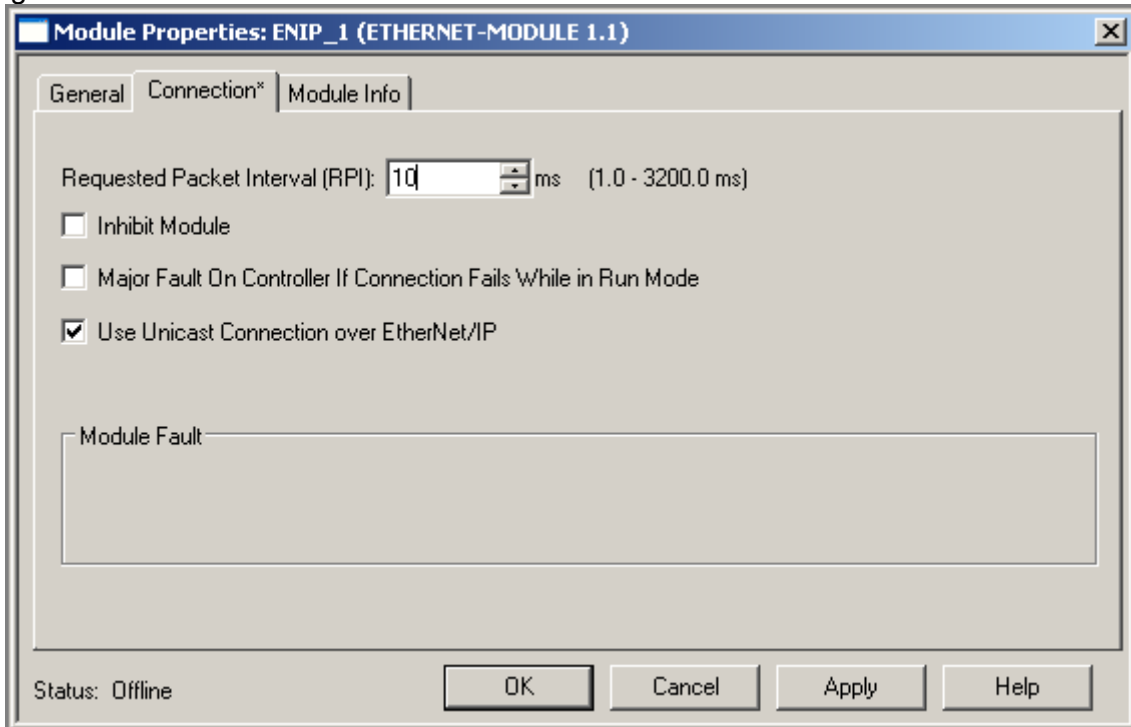 Module Properties: ENIP_1 (ETHERNET-MODULE 1.1)
General Connection* Module Info
Requested Packet Interval (RPI): 10 ms (1.0 - 3200.0 ms)
Inhibit Module
Major Fault On Controller If Connection Fails While in Run Mode
Use Unicast Connection over EtherNet/IP
Module Fault
Status: Offline OK Cancel Apply Help